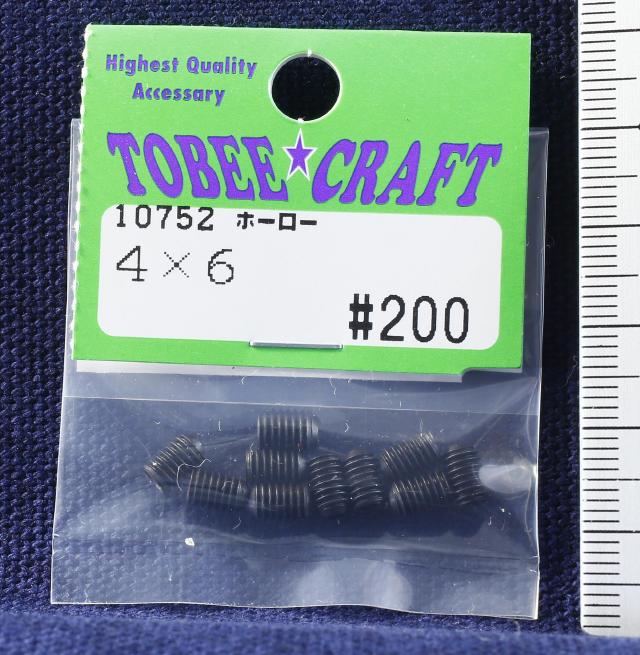 Highest Quality
Accessary
TOBEE★CRAFT
10752 ホーロー
4×6
#200